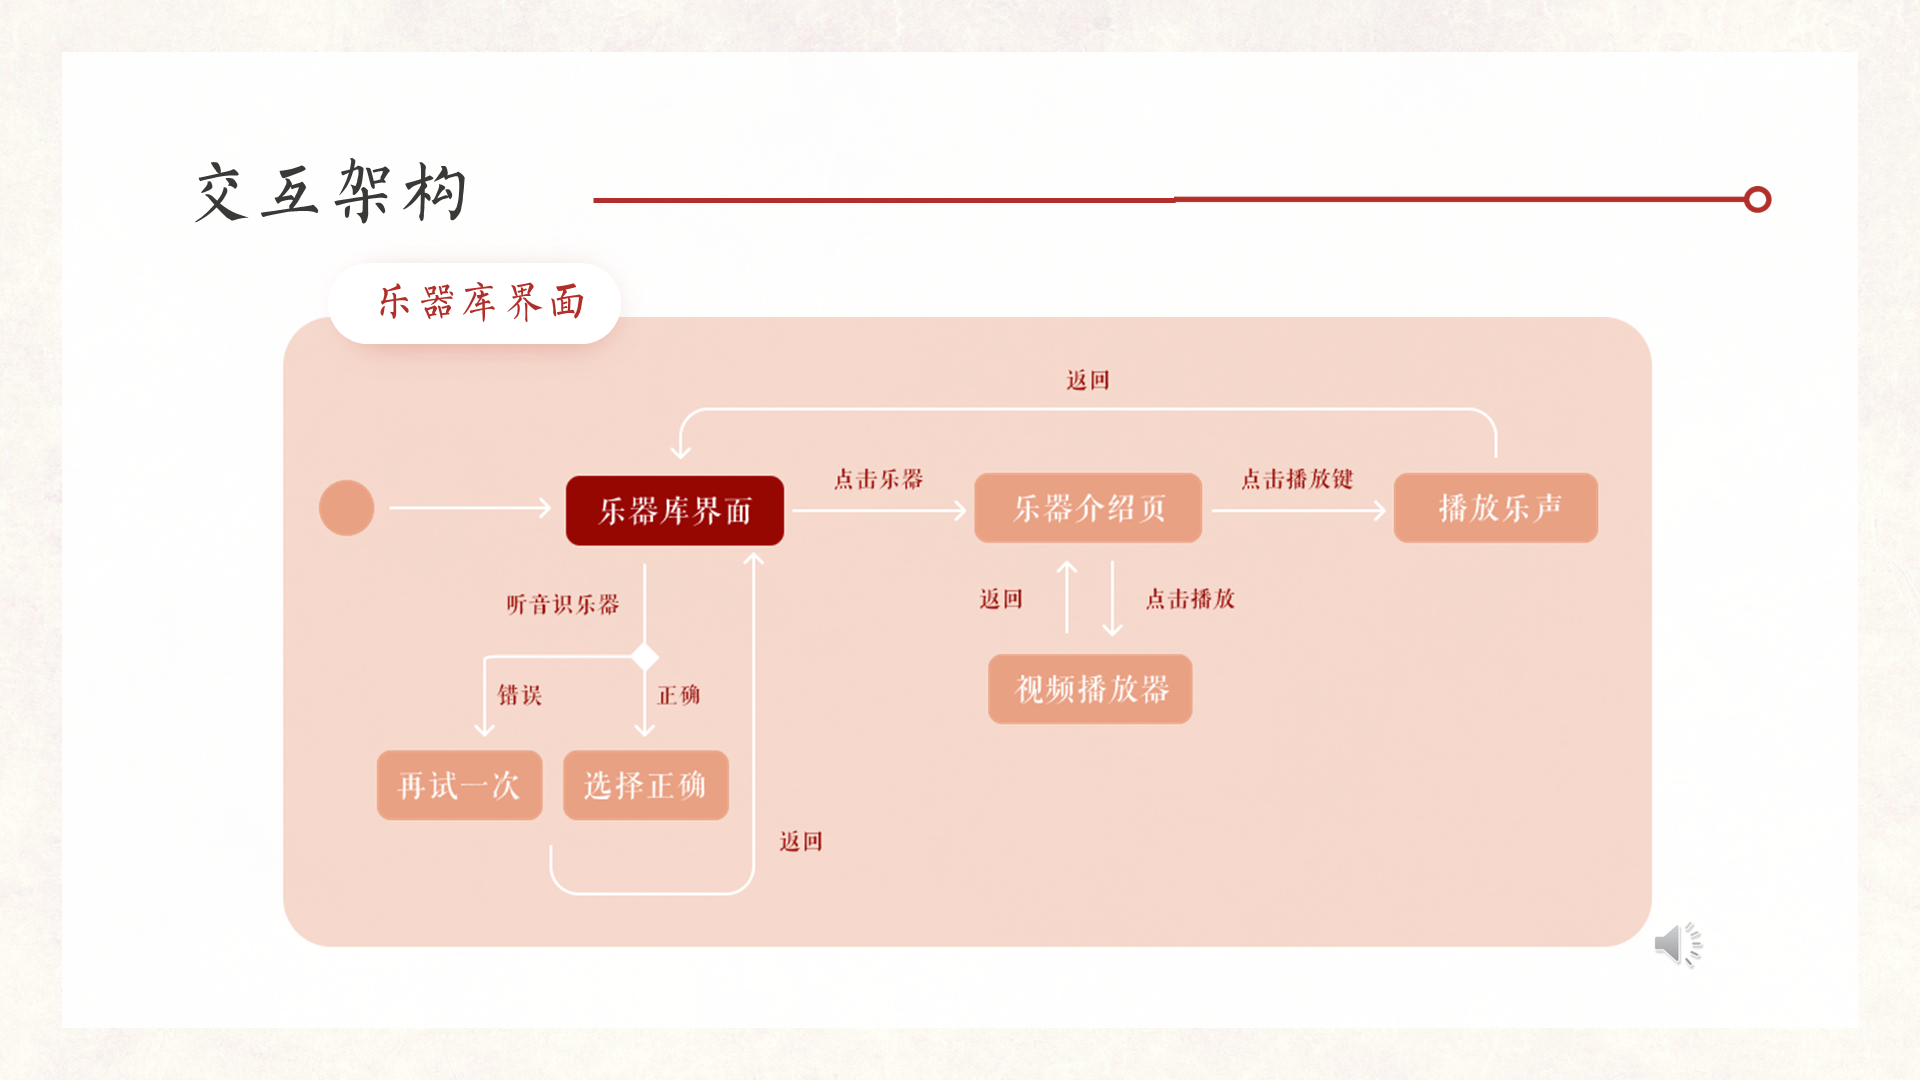 交互架构
乐器库界面
返回
点击乐器
点击播放键
乐器库界面
乐器介绍页
播放乐声
听音识乐器
返回
点击播放
错误
正确
视频播放器
再试一次
选择正确
返回